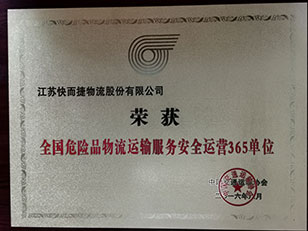 江苏快而捷物流股份有限公司
荣获
全国危险品物流运输服务安全运营365单位